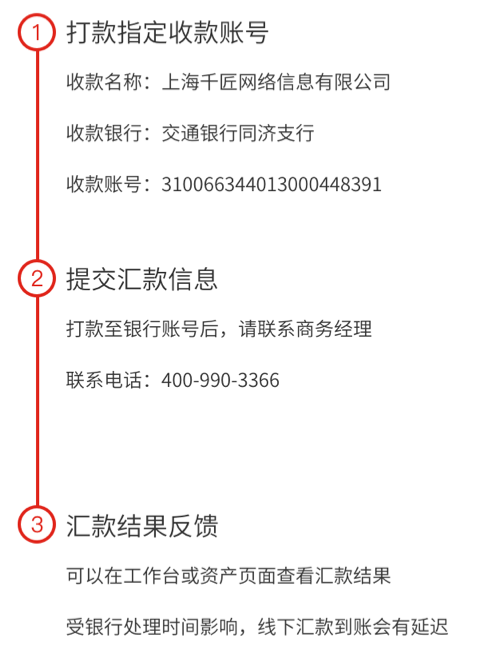 1 打款指定收款账号
收款名称：上海千匠网络信息有限公司
收款银行：交通银行同济支行
收款账号：310066344013000448391
2 提交汇款信息
打款至银行账号后，请联系商务经理
联系电话：400-990-3366
3 汇款结果反馈
可以在工作台或资产页面查看汇款结果
受银行处理时间影响，线下汇款到账会有延迟